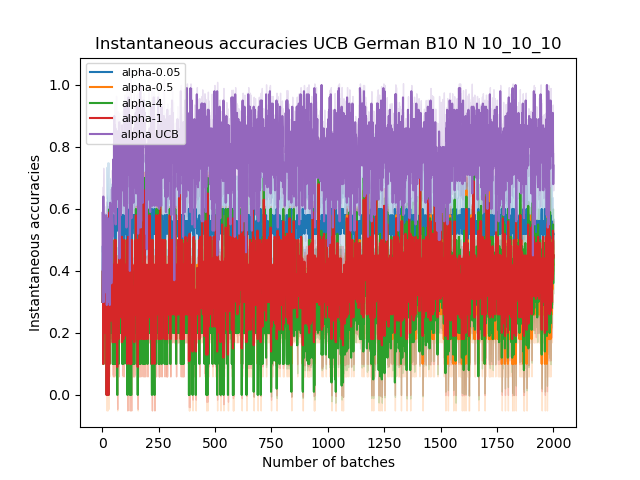 Instantaneous accuracies UCB German B10 N 10_10_10
alpha-0.05
alpha-0.5
alpha-4
alpha-1
alpha UCB
1.0
0.8
0.6
0.4
0.2
0.0
Instantaneous accuracies
0 250 500 750 1000 1250 1500 1750 2000
Number of batches